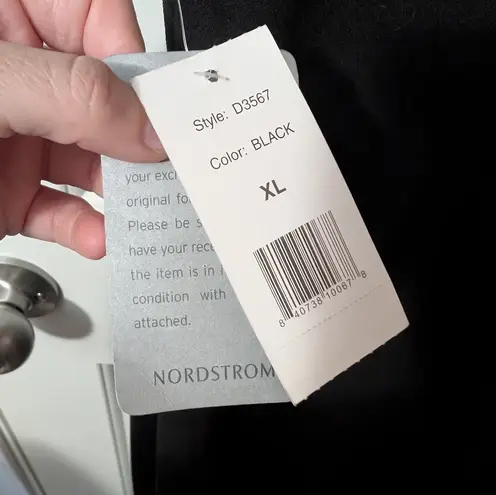 Style: D3567
Color: BLACK
XL
8 40738 10087 8
your exc
original fo
Please be s
have your rece
the item is in
condition with
attached.
NORDSTROM